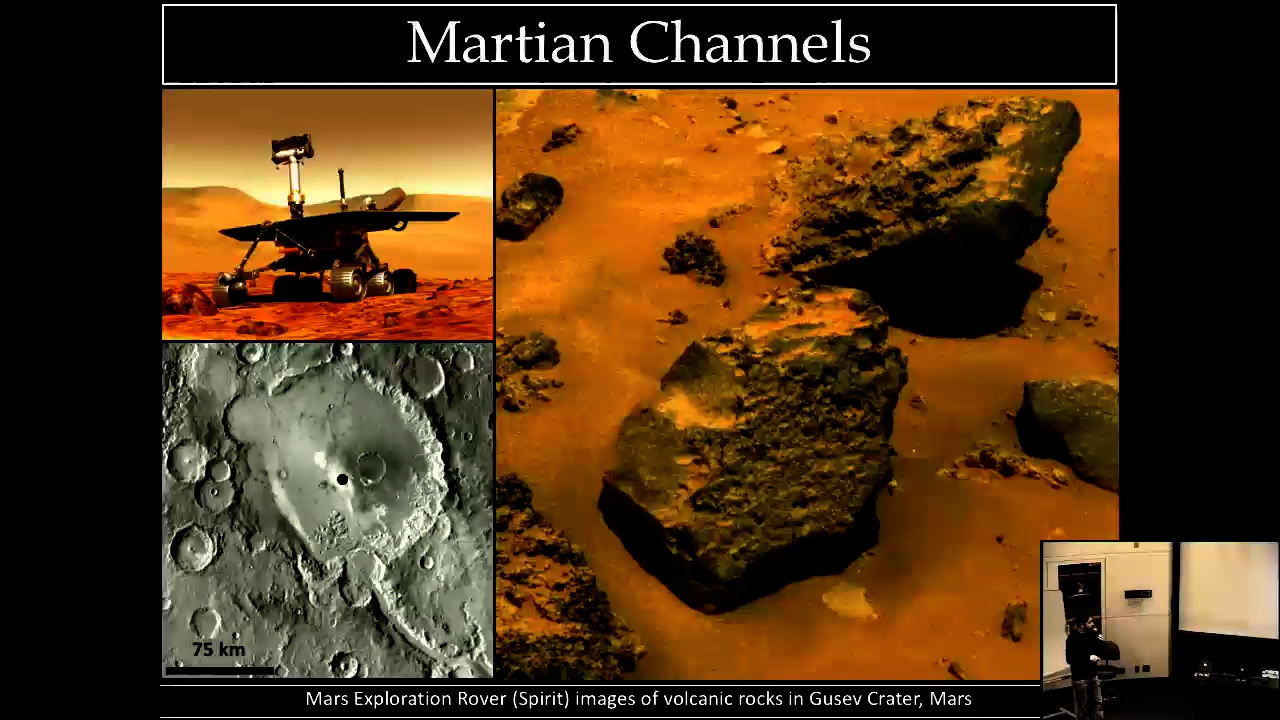 Martian Channels
75 km
Mars Exploration Rover (Spirit) images of volcanic rocks in Gusev Crater, Mars